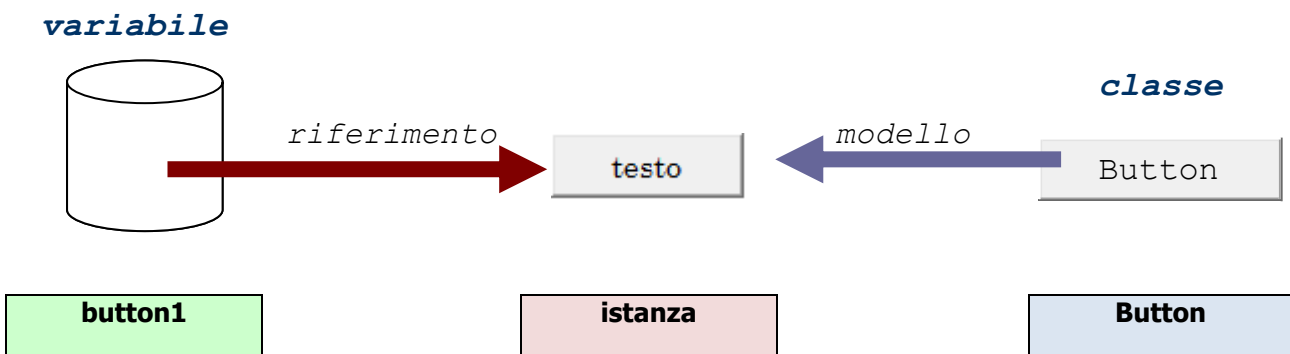 variabile
classe
riferimento
modello
testo
Button
button1
istanza
Button